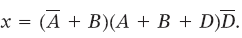 x = (A̅ + B)(A + B + D)D̅.